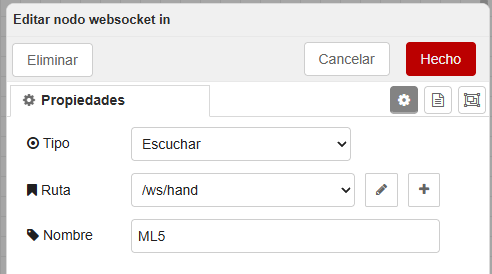 Editar nodo websocket in
Eliminar
Cancelar
Hecho
Propiedades
Tipo
Escuchar
Ruta
/ws/hand
Nombre
ML5